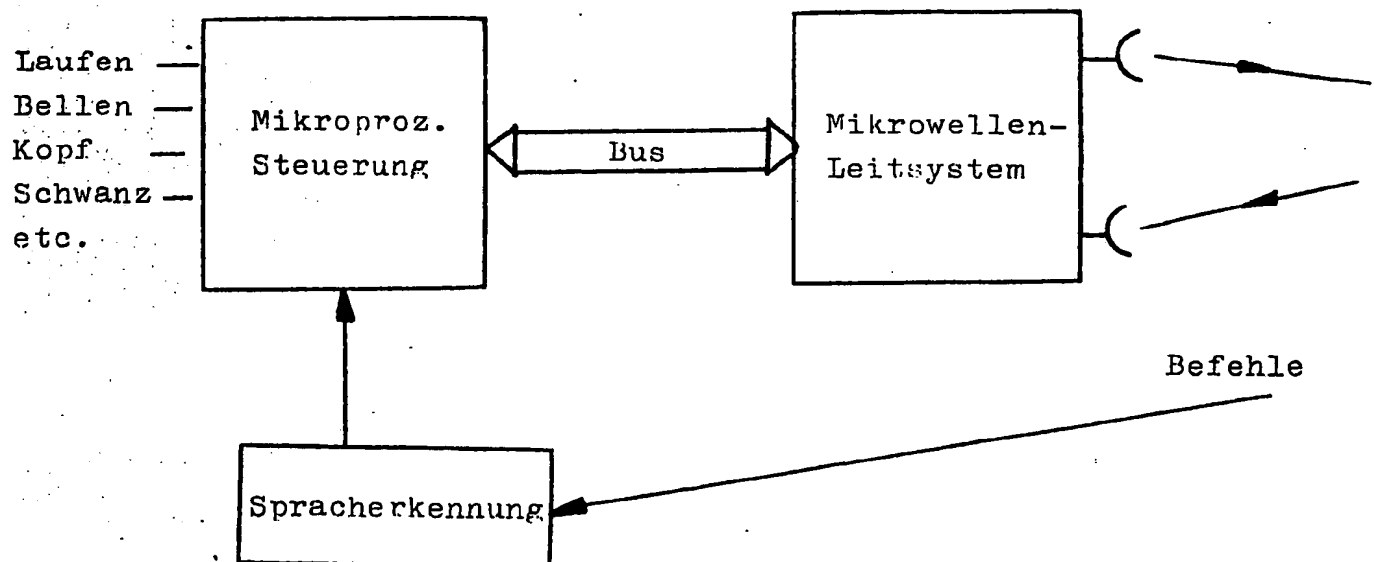 Laufen
Bellen
Kopf
Schwanz
etc.
Mikroproz.
Steuerung
Bus
Mikrowellen-
Leitsystem
Befehle
Spracherkennung